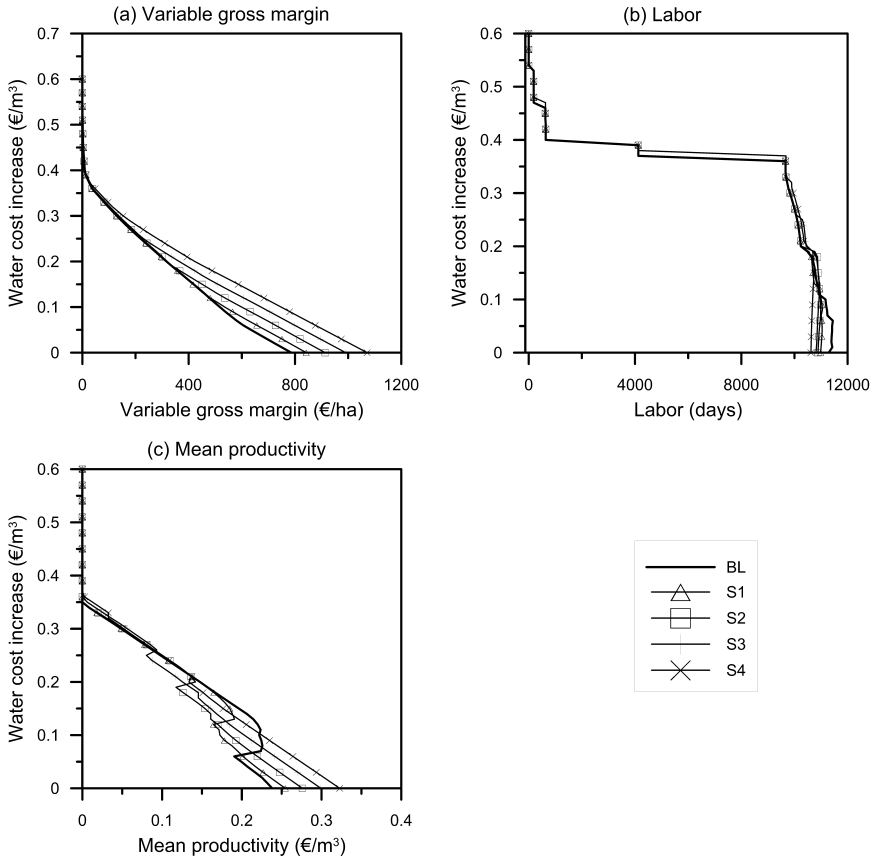 (a) Variable gross margin
0.7
0.6
0.5
0.4
0.3
0.2
0.1
0
Water cost increase (€/m³)
0 400 800 1200
Variable gross margin (€/ha)
(b) Labor
0.6
0.5
0.4
0.3
0.2
0.1
0
Water cost increase (€/m³)
0 4000 8000 12000
Labor (days)
(c) Mean productivity
0.6
0.5
0.4
0.3
0.2
0.1
0
Water cost increase (€/m³)
0 0.1 0.2 0.3 0.4
Mean productivity (€/m³)
BL
S1
S2
S3
S4